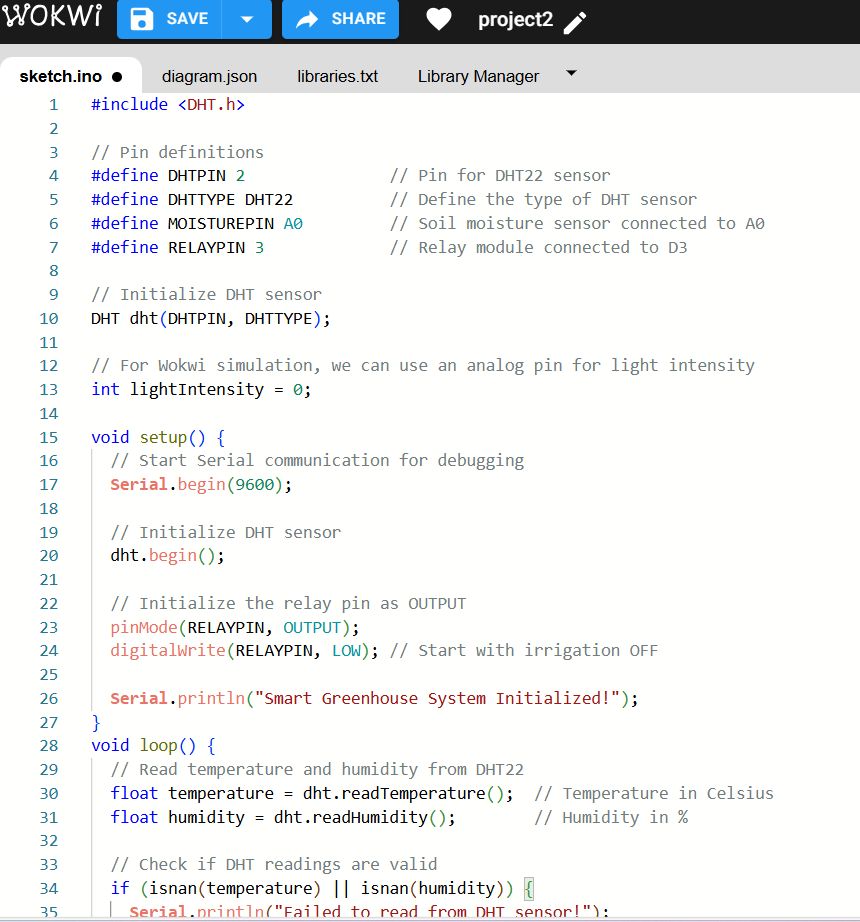 WOKWI SAVE SHARE project2
sketch.ino diagram.json libraries.txt Library Manager
1 #include <DHT.h>
2
3 // Pin definitions
4 #define DHTPIN 2 // Pin for DHT22 sensor
5 #define DHTTYPE DHT22 // Define the type of DHT sensor
6 #define MOISTUREPIN A0 // Soil moisture sensor connected to A0
7 #define RELAYPIN 3 // Relay module connected to D3
8
9 // Initialize DHT sensor
10 DHT dht(DHTPIN, DHTTYPE);
11
12 // For Wokwi simulation, we can use an analog pin for light intensity
13 int lightIntensity = 0;
14
15 void setup() {
16 // Start Serial communication for debugging
17 Serial.begin(9600);
18
19 // Initialize DHT sensor
20 dht.begin();
21
22 // Initialize the relay pin as OUTPUT
23 pinMode(RELAYPIN, OUTPUT);
24 digitalWrite(RELAYPIN, LOW); // Start with irrigation OFF
25
26 Serial.println("Smart Greenhouse System Initialized!");
27 }
28 void loop() {
29 // Read temperature and humidity from DHT22
30 float temperature = dht.readTemperature(); // Temperature in Celsius
31 float humidity = dht.readHumidity(); // Humidity in %
32
33 // Check if DHT readings are valid
34 if (isnan(temperature) || isnan(humidity)) {
35 Serial.println("Failed to read from DHT sensor!");